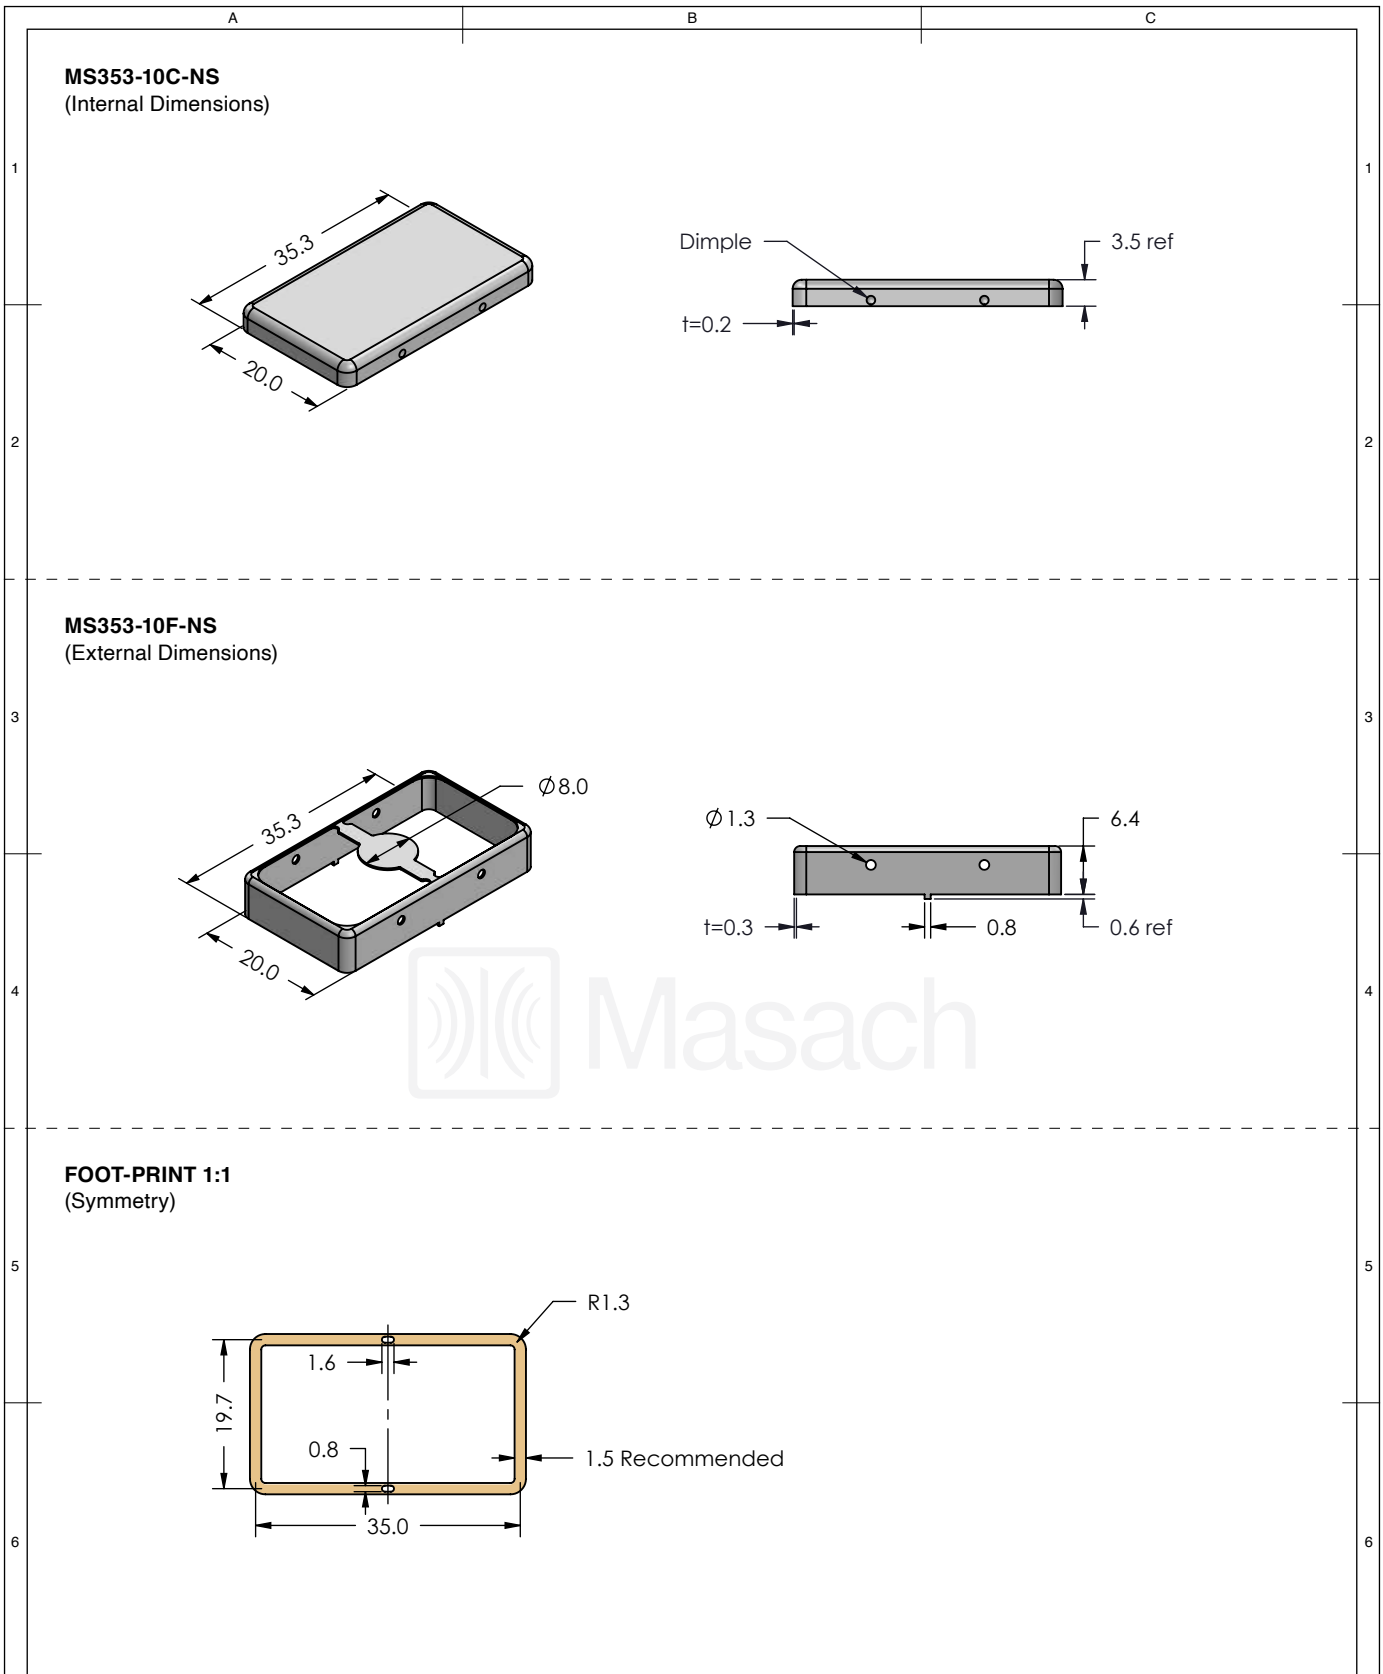 A B C
MS353-10C-NS
(Internal Dimensions)
1 1
35.3
20.0
Dimple
3.5 ref
t=0.2
2 2
MS353-10F-NS
(External Dimensions)
3 3
Ø8.0
35.3
20.0
Ø1.3
6.4
t=0.3
0.8
0.6 ref
4 4
Masach
FOOT-PRINT 1:1
(Symmetry)
5 5
R1.3
1.6
19.7
0.8
1.5 Recommended
35.0
6 6